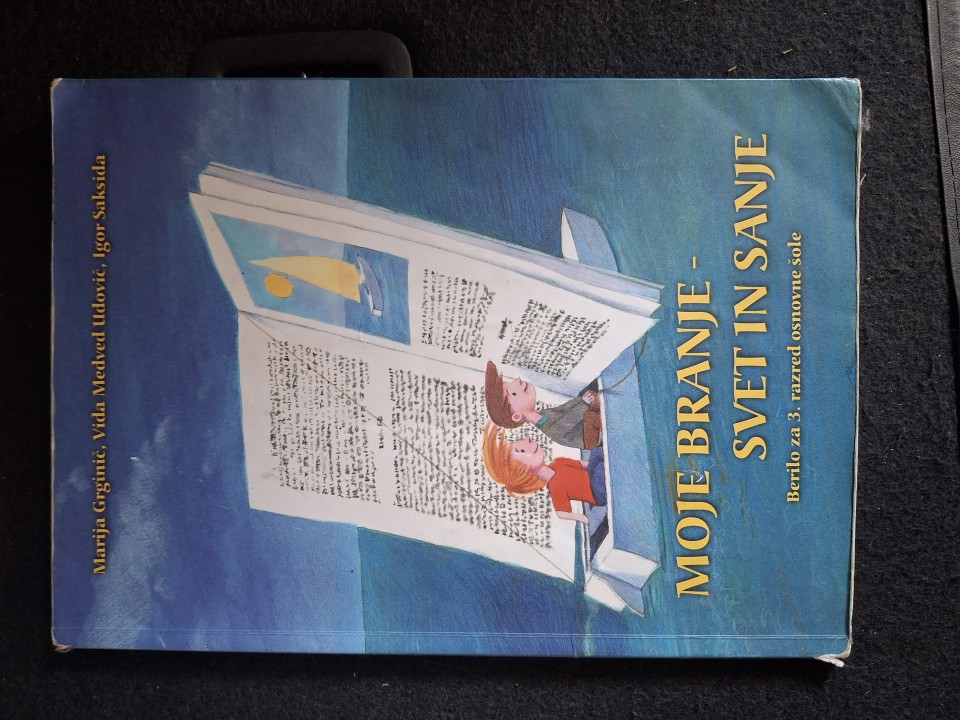 Marija Grginič, Vida Medved Udovič, Igor Saksida
MOJE BRANJE –
SVET IN SANJE
Berilo za 3. razred osnovne šole